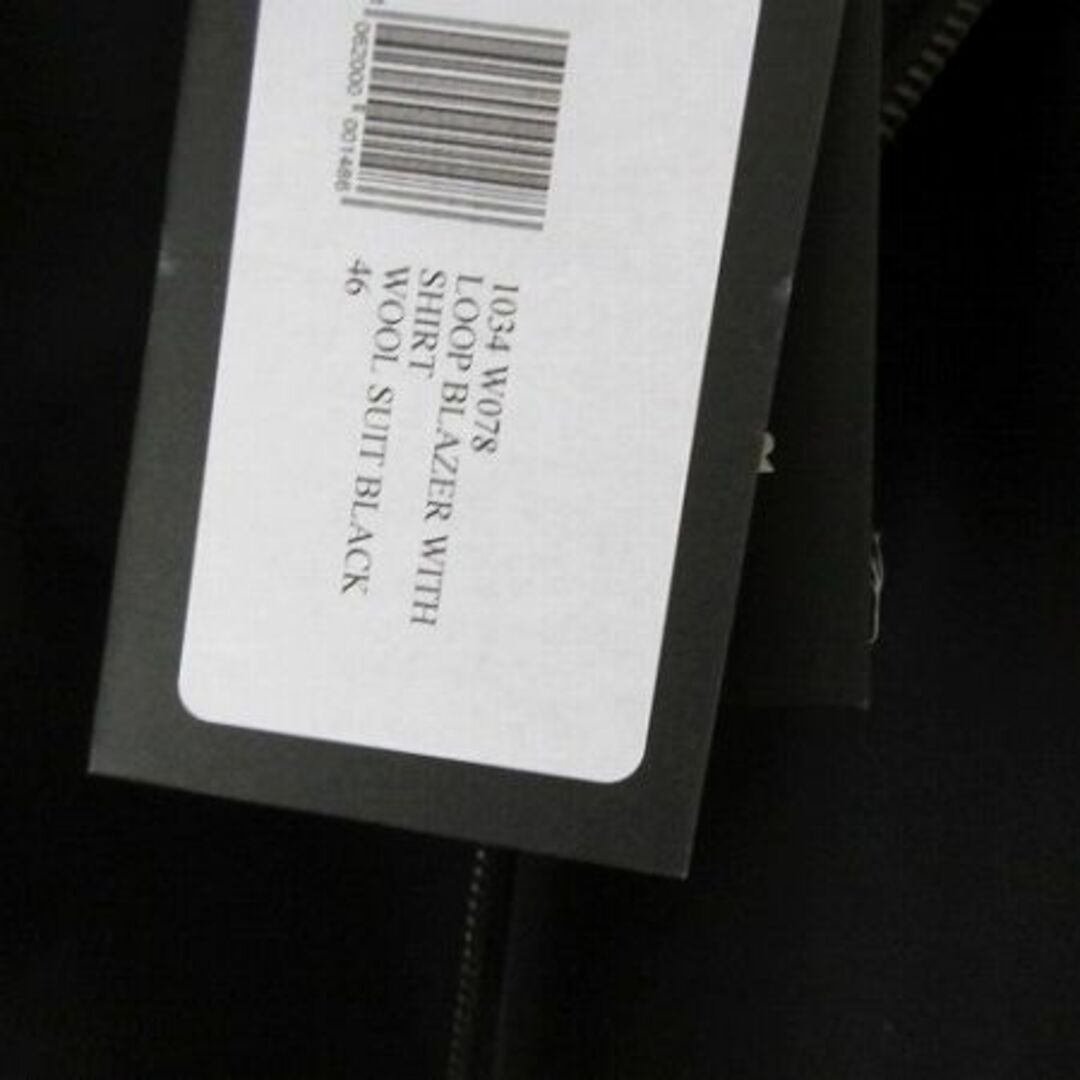 1034 W078
LOOP BLAZER WITH
SHIRT
WOOL SUIT BLACK
46